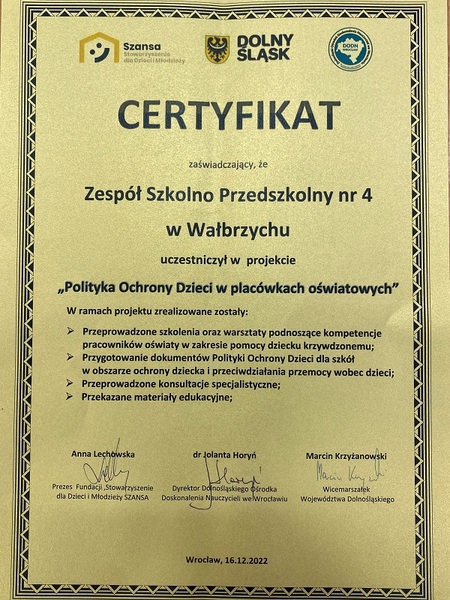 Szansa
Stowarzyszenie
dla Dzieci i Młodzieży
DOLNY
ŚLĄSK
DODN
WROCŁAW
CERTYFIKAT
zaświadczający, że
Zespół Szkolno Przedszkolny nr 4
w Wałbrzychu
uczestniczył w projekcie
„Polityka Ochrony Dzieci w placówkach oświatowych”
W ramach projektu zrealizowane zostały:
➢ Przeprowadzone szkolenia oraz warsztaty podnoszące kompetencje
pracowników oświaty w zakresie pomocy dziecku krzywdzonemu;
➢ Przygotowanie dokumentów Polityki Ochrony Dzieci dla szkół
w obszarze ochrony dziecka i przeciwdziałania przemocy wobec dzieci;
➢ Przeprowadzone konsultacje specjalistyczne;
➢ Przekazane materiały edukacyjne;
Anna Lechowska
Prezes Fundacji „Stowarzyszenie
dla Dzieci i Młodzieży SZANSA
dr Jolanta Horyń
Dyrektor Dolnośląskiego Ośrodka
Doskonalenia Nauczycieli we Wrocławiu
Marcin Krzyżanowski
Wicemarszałek
Województwa Dolnośląskiego
Wrocław, 16.12.2022